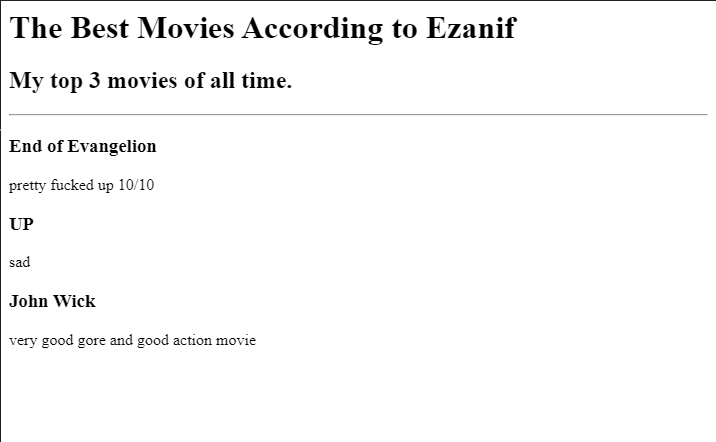 The Best Movies According to Ezanif
My top 3 movies of all time.
End of Evangelion
pretty fucked up 10/10
UP
sad
John Wick
very good gore and good action movie